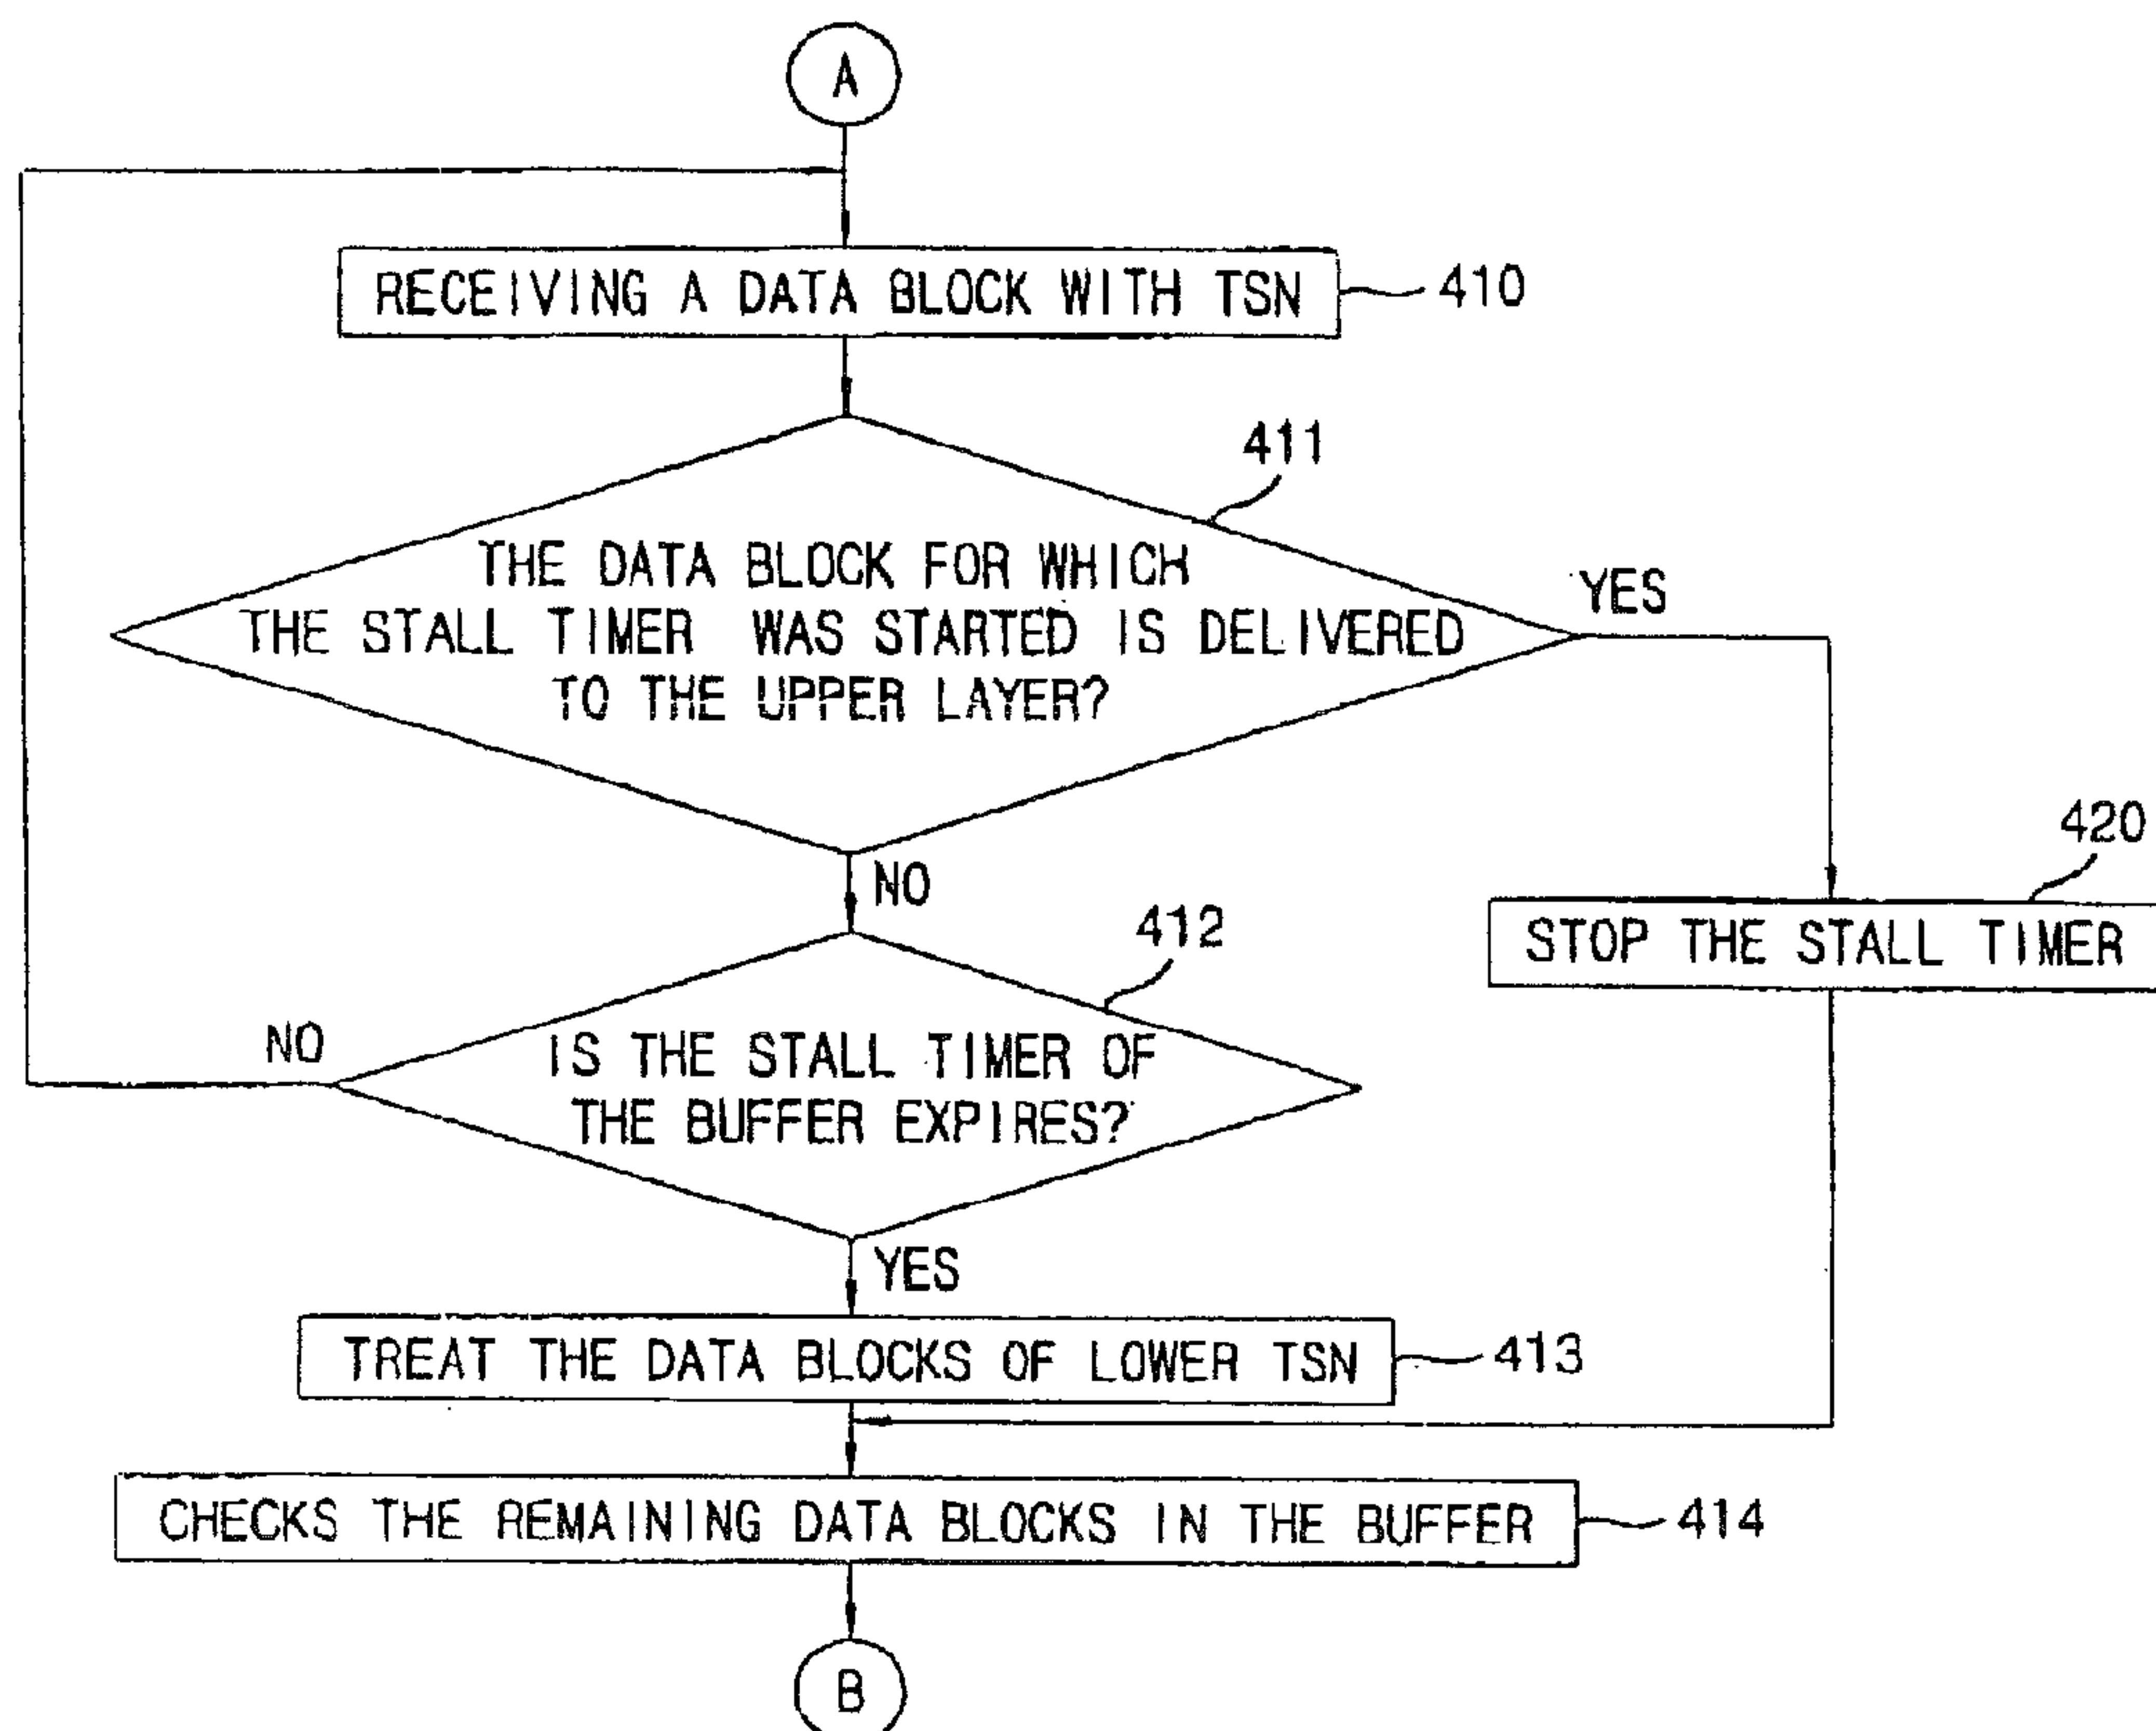 A
RECEIVING A DATA BLOCK WITH TSN
410
411
THE DATA BLOCK FOR WHICH
THE STALL TIMER WAS STARTED IS DELIVERED
TO THE UPPER LAYER?
YES
NO
420
STOP THE STALL TIMER
412
NO
IS THE STALL TIMER OF
THE BUFFER EXPIRES?
YES
TREAT THE DATA BLOCKS OF LOWER TSN
413
CHECKS THE REMAINING DATA BLOCKS IN THE BUFFER
414
B